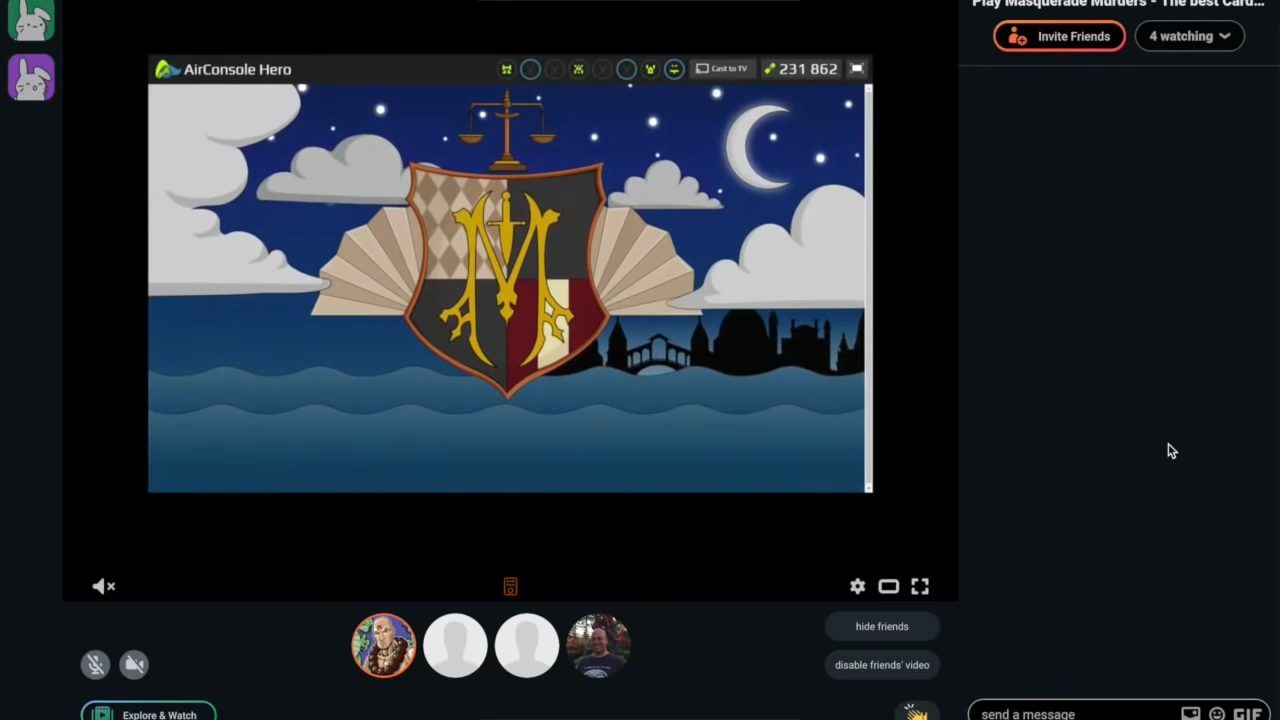 Play Masquerade Murders - The best Card...
Invite Friends
4 watching
AirConsole Hero
Cast to TV
231 862
M
hide friends
disable friends' video
Explore & Watch
send a message
GIF